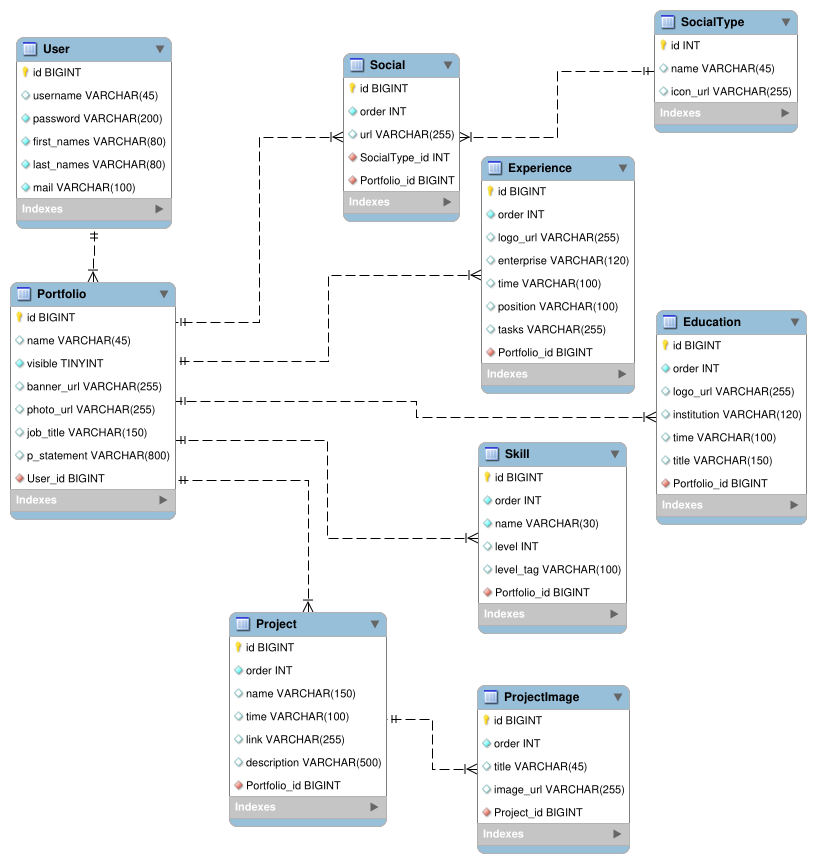 User
id BIGINT
username VARCHAR(45)
password VARCHAR(200)
first_names VARCHAR(80)
last_names VARCHAR(80)
mail VARCHAR(100)
Indexes
Social
id BIGINT
order INT
url VARCHAR(255)
SocialType_id INT
Portfolio_id BIGINT
Indexes
SocialType
id INT
name VARCHAR(45)
icon_url VARCHAR(255)
Indexes
Experience
id BIGINT
order INT
logo_url VARCHAR(255)
enterprise VARCHAR(120)
time VARCHAR(100)
position VARCHAR(100)
tasks VARCHAR(255)
Portfolio_id BIGINT
Indexes
Portfolio
id BIGINT
name VARCHAR(45)
visible TINYINT
banner_url VARCHAR(255)
photo_url VARCHAR(255)
job_title VARCHAR(150)
p_statement VARCHAR(800)
User_id BIGINT
Indexes
Education
id BIGINT
order INT
logo_url VARCHAR(255)
institution VARCHAR(120)
time VARCHAR(100)
title VARCHAR(150)
Portfolio_id BIGINT
Indexes
Skill
id BIGINT
order INT
name VARCHAR(30)
level INT
level_tag VARCHAR(100)
Portfolio_id BIGINT
Indexes
Project
id BIGINT
order INT
name VARCHAR(150)
time VARCHAR(100)
link VARCHAR(255)
description VARCHAR(500)
Portfolio_id BIGINT
Indexes
ProjectImage
id BIGINT
order INT
title VARCHAR(45)
image_url VARCHAR(255)
Project_id BIGINT
Indexes